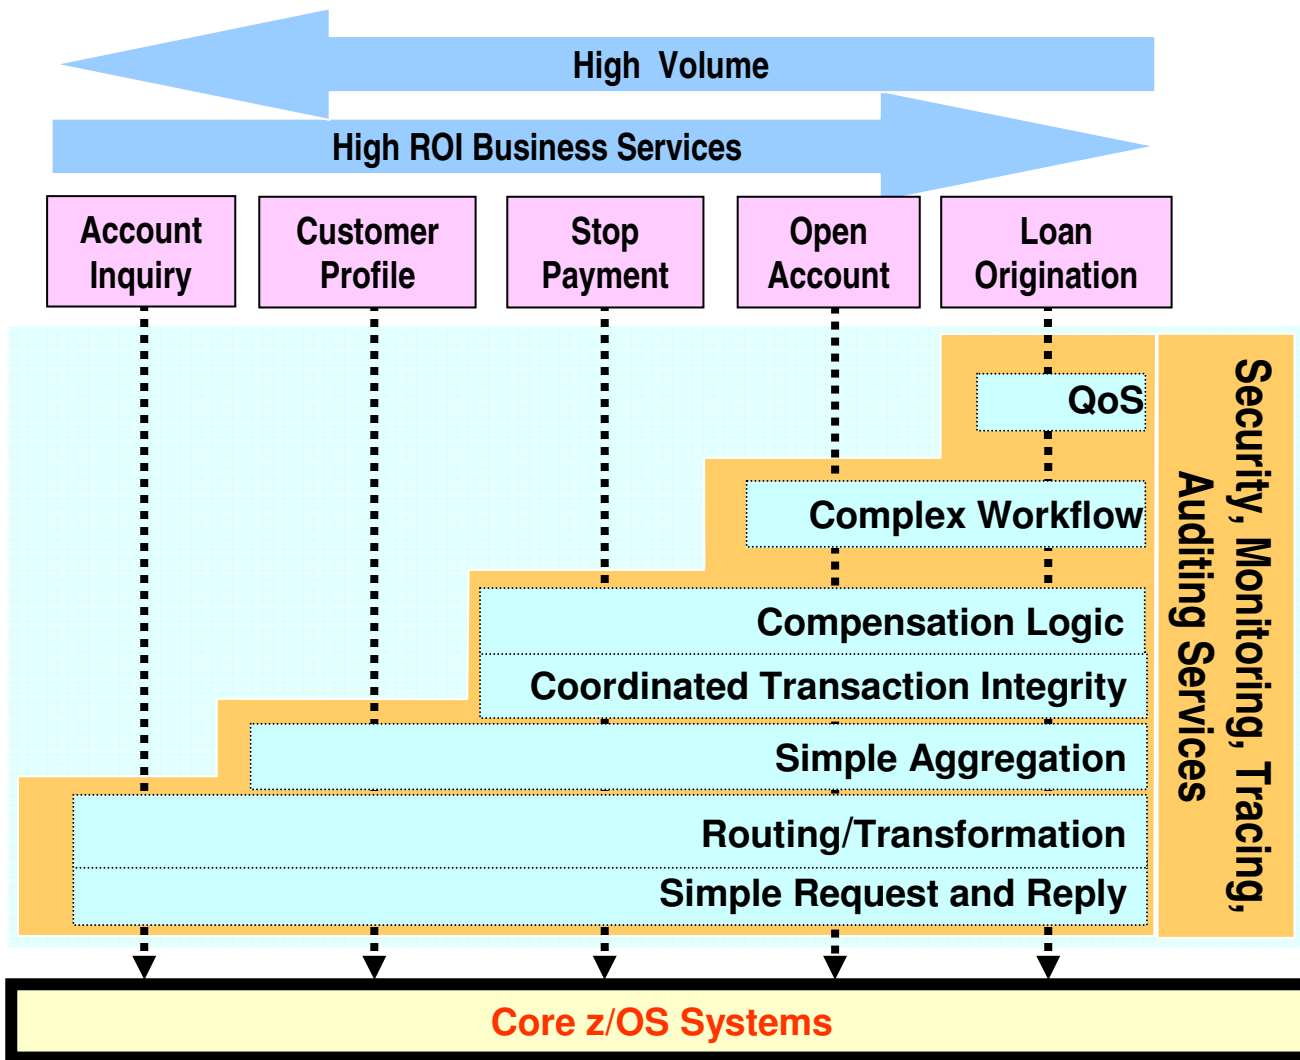 High Volume
High ROI Business Services
Account
Inquiry
Customer
Profile
Stop
Payment
Open
Account
Loan
Origination
QoS
Complex Workflow
Compensation Logic
Coordinated Transaction Integrity
Simple Aggregation
Routing/Transformation
Simple Request and Reply
Security, Monitoring, Tracing,
Auditing Services
Core z/OS Systems